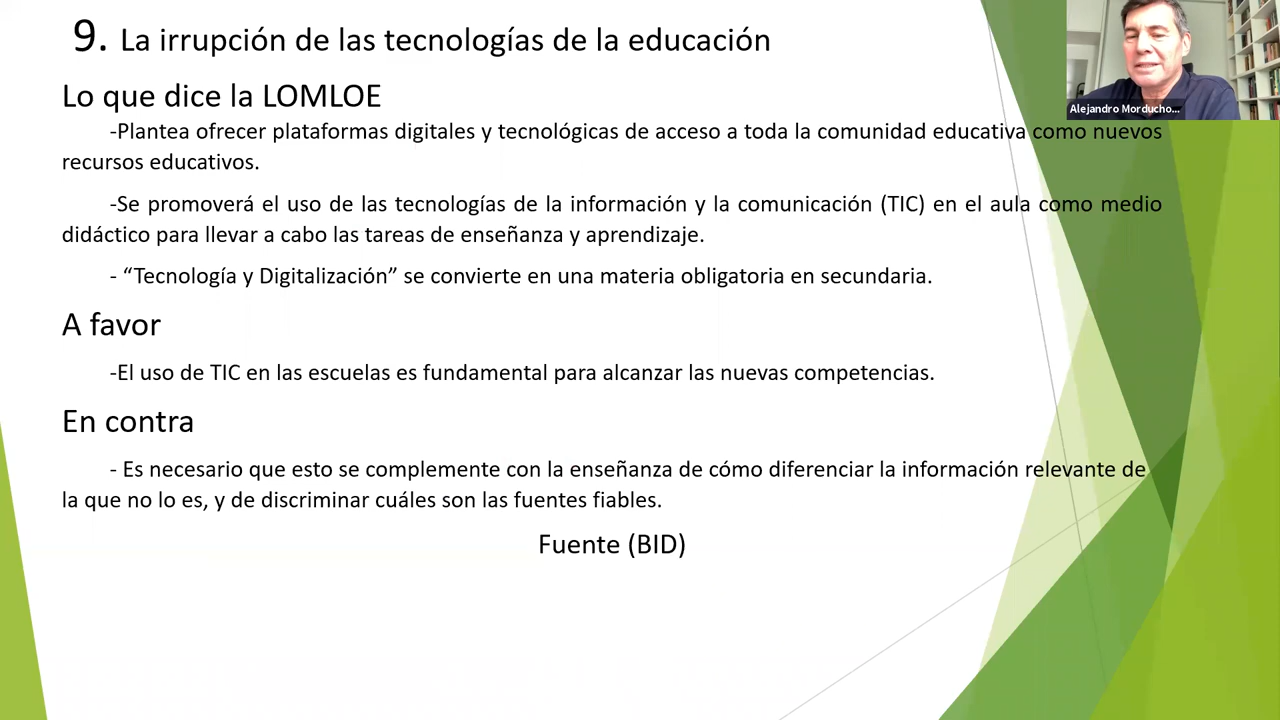 9. La irrupción de las tecnologías de la educación
Lo que dice la LOMLOE
-Plantea ofrecer plataformas digitales y tecnológicas de acceso a toda la comunidad educativa como nuevos
recursos educativos.
-Se promoverá el uso de las tecnologías de la información y la comunicación (TIC) en el aula como medio
didáctico para llevar a cabo las tareas de enseñanza y aprendizaje.
- “Tecnología y Digitalización” se convierte en una materia obligatoria en secundaria.
A favor
-El uso de TIC en las escuelas es fundamental para alcanzar las nuevas competencias.
En contra
- Es necesario que esto se complemente con la enseñanza de cómo diferenciar la información relevante de
la que no lo es, y de discriminar cuáles son las fuentes fiables.
Fuente (BID)
Alejandro Morducho...